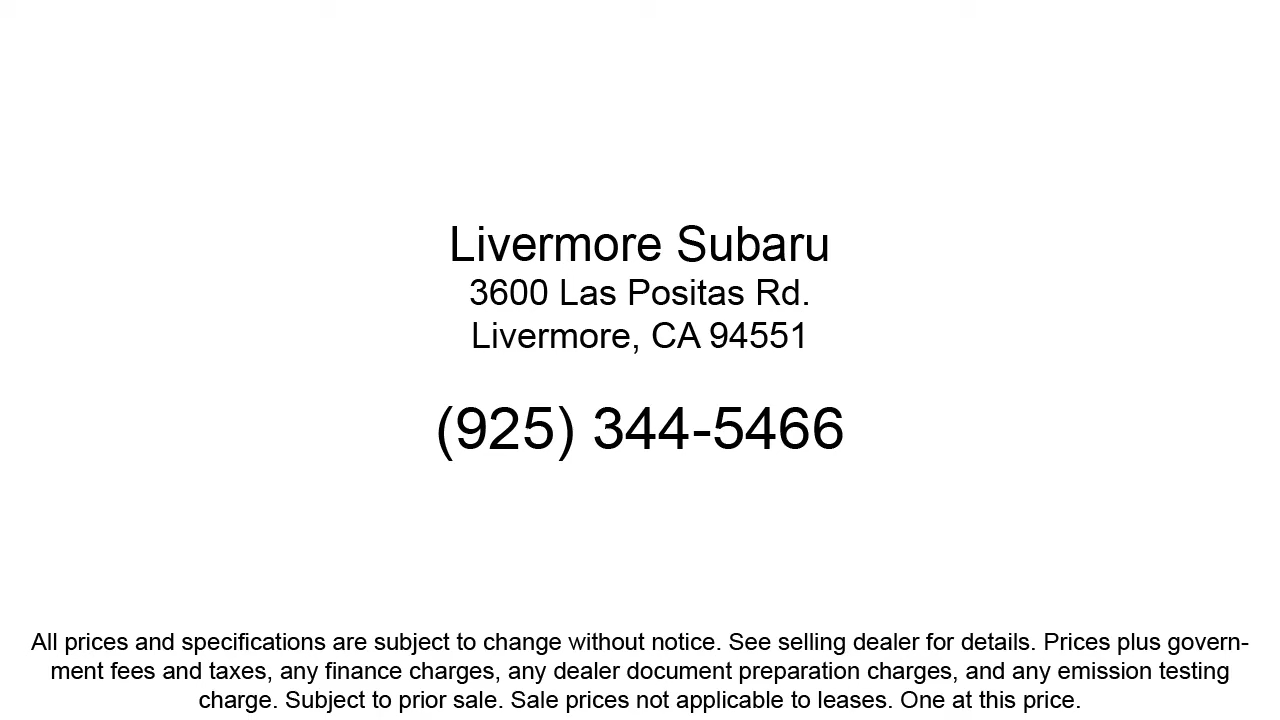 Livermore Subaru
3600 Las Positas Rd.
Livermore, CA 94551
(925) 344-5466
All prices and specifications are subject to change without notice. See selling dealer for details. Prices plus govern-
ment fees and taxes, any finance charges, any dealer document preparation charges, and any emission testing
charge. Subject to prior sale. Sale prices not applicable to leases. One at this price.